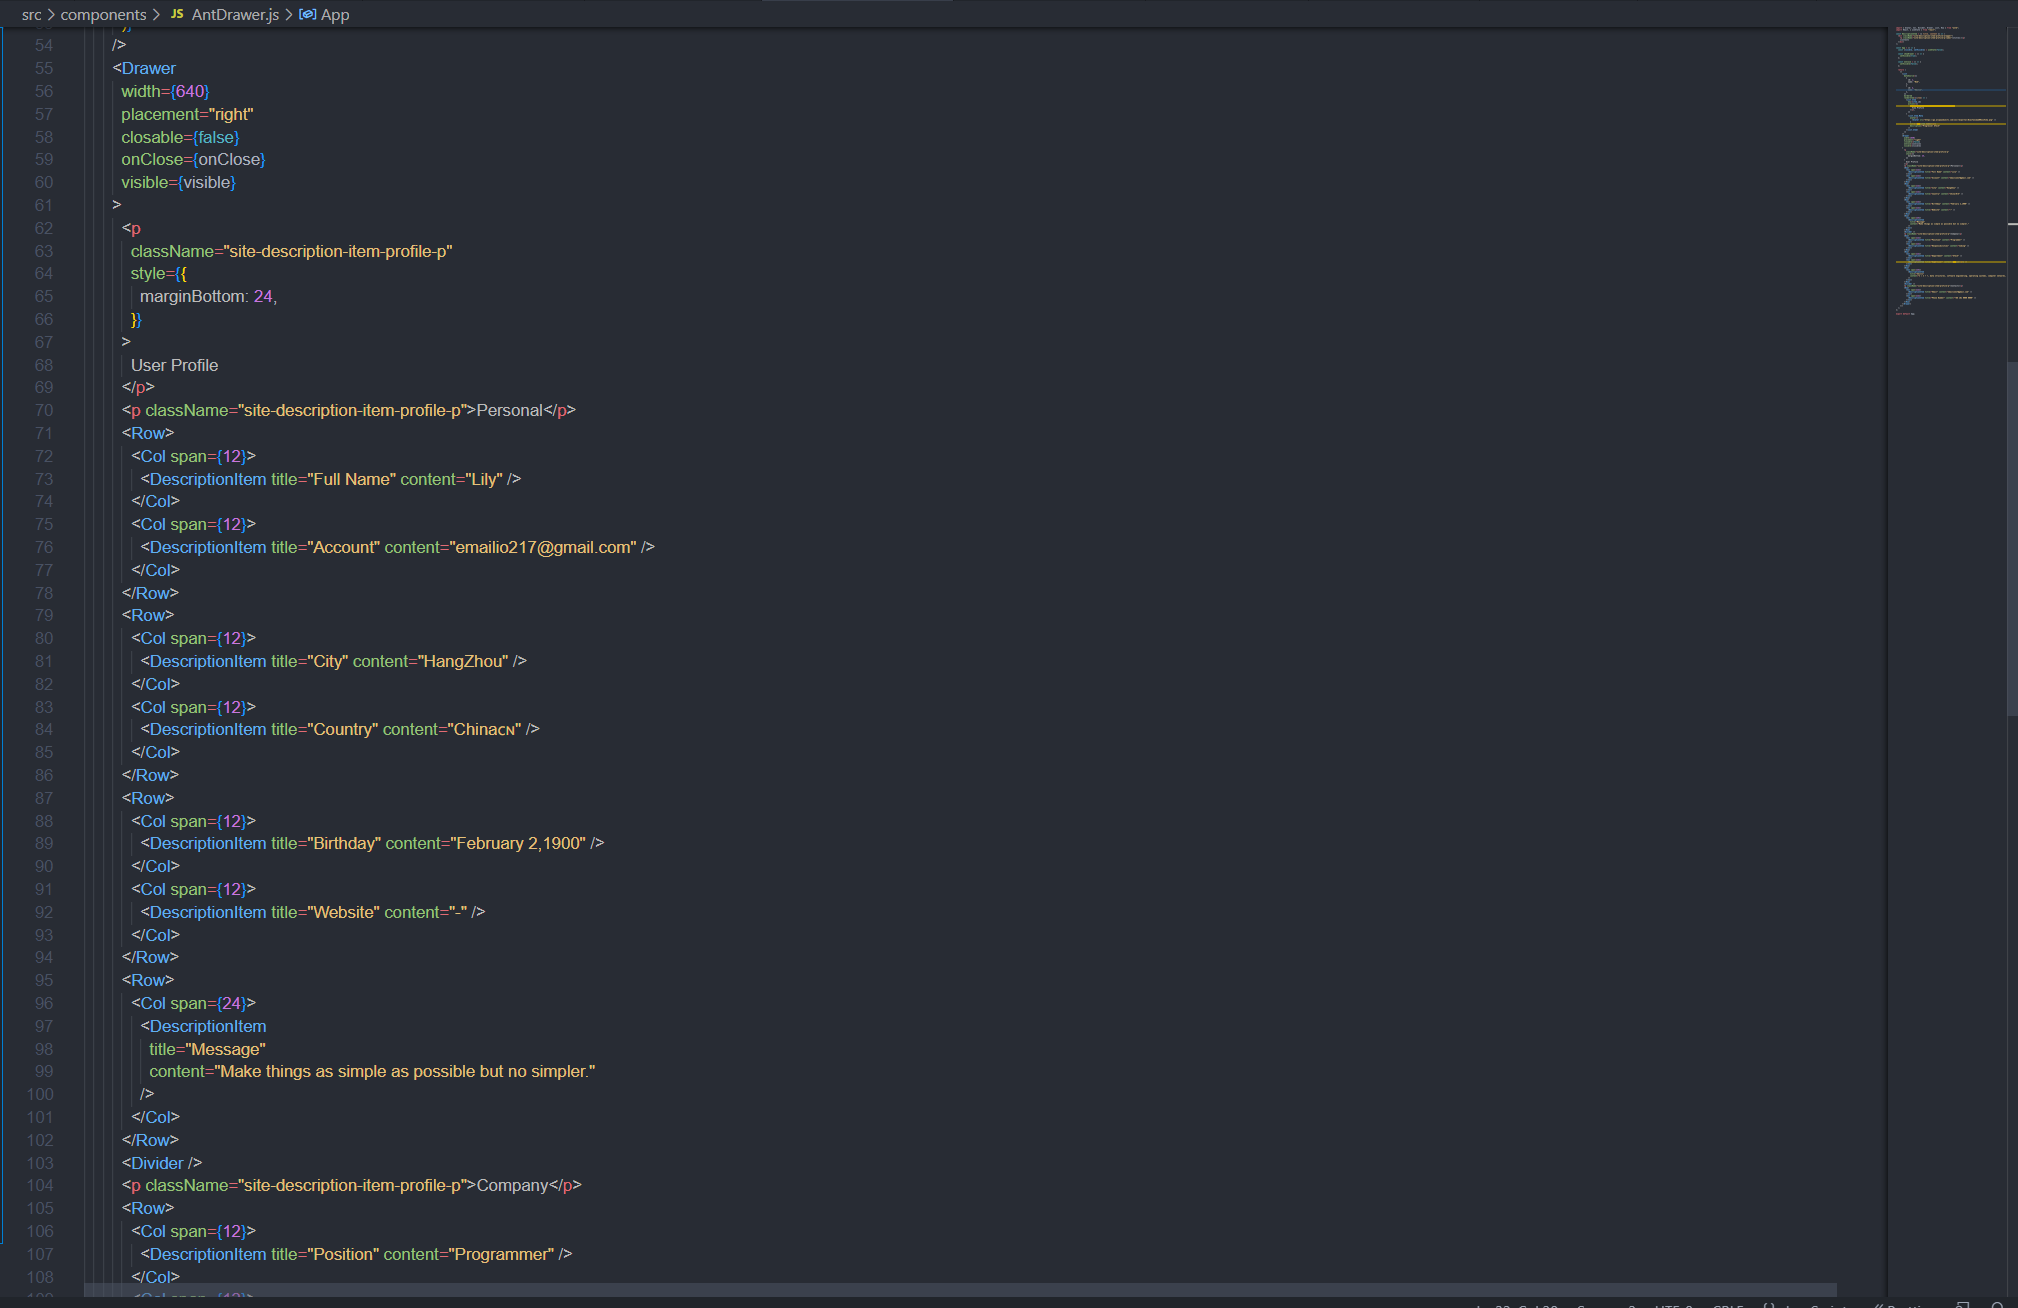 src > components > JS AntDrawer.js > App
54 />
55 <Drawer
56 width={640}
57 placement="right"
58 closable={false}
59 onClose={onClose}
60 visible={visible}
61 >
62 <p
63 className="site-description-item-profile-p"
64 style={{
65 marginBottom: 24,
66 }}
67 >
68 User Profile
69 </p>
70 <p className="site-description-item-profile-p">Personal</p>
71 <Row>
72 <Col span={12}>
73 <DescriptionItem title="Full Name" content="Lily" />
74 </Col>
75 <Col span={12}>
76 <DescriptionItem title="Account" content="emailio217@gmail.com" />
77 </Col>
78 </Row>
79 <Row>
80 <Col span={12}>
81 <DescriptionItem title="City" content="HangZhou" />
82 </Col>
83 <Col span={12}>
84 <DescriptionItem title="Country" content="China🇨🇳" />
85 </Col>
86 </Row>
87 <Row>
88 <Col span={12}>
89 <DescriptionItem title="Birthday" content="February 2,1900" />
90 </Col>
91 <Col span={12}>
92 <DescriptionItem title="Website" content="-" />
93 </Col>
94 </Row>
95 <Row>
96 <Col span={24}>
97 <DescriptionItem
98 title="Message"
99 content="Make things as simple as possible but no simpler."
100 />
101 </Col>
102 </Row>
103 <Divider />
104 <p className="site-description-item-profile-p">Company</p>
105 <Row>
106 <Col span={12}>
107 <DescriptionItem title="Position" content="Programmer" />
108 </Col>